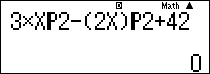 D Math ▲
3×XP2-(2X)P2+42
0